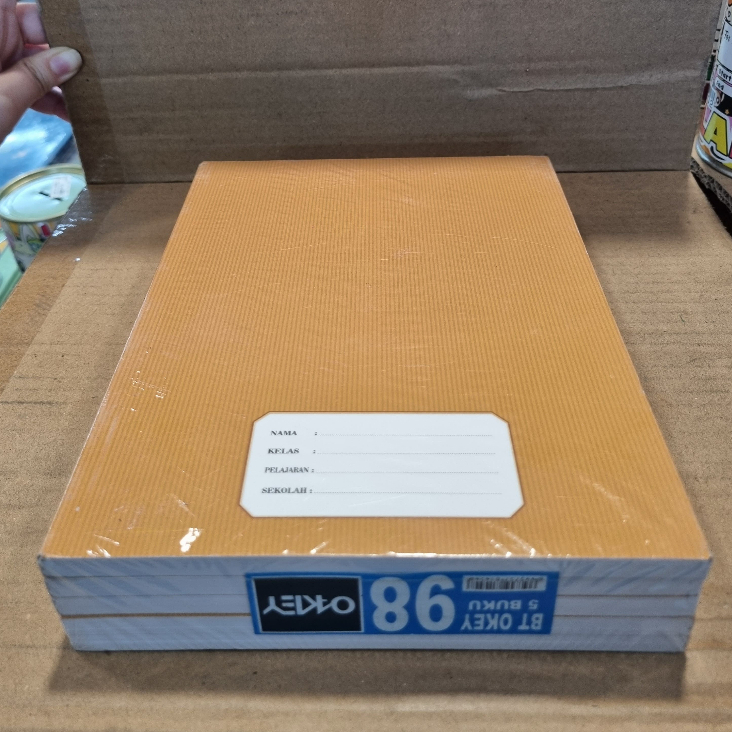 NAMA :
KELAS :
PELAJARAN :
SEKOLAH :
BT OKEY
5 BUKU
98
OKEY